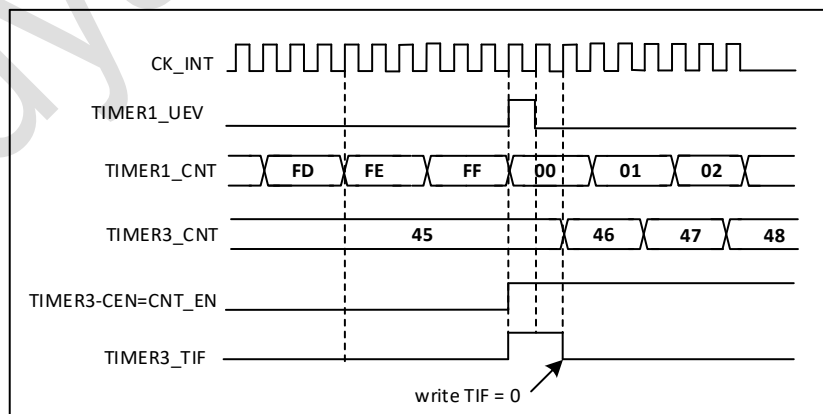 CK_INT
TIMER1_UEV
TIMER1_CNT FD FE FF 00 01 02
TIMER3_CNT 45 46 47 48
TIMER3-CEN=CNT_EN
TIMER3_TIF
write TIF = 0